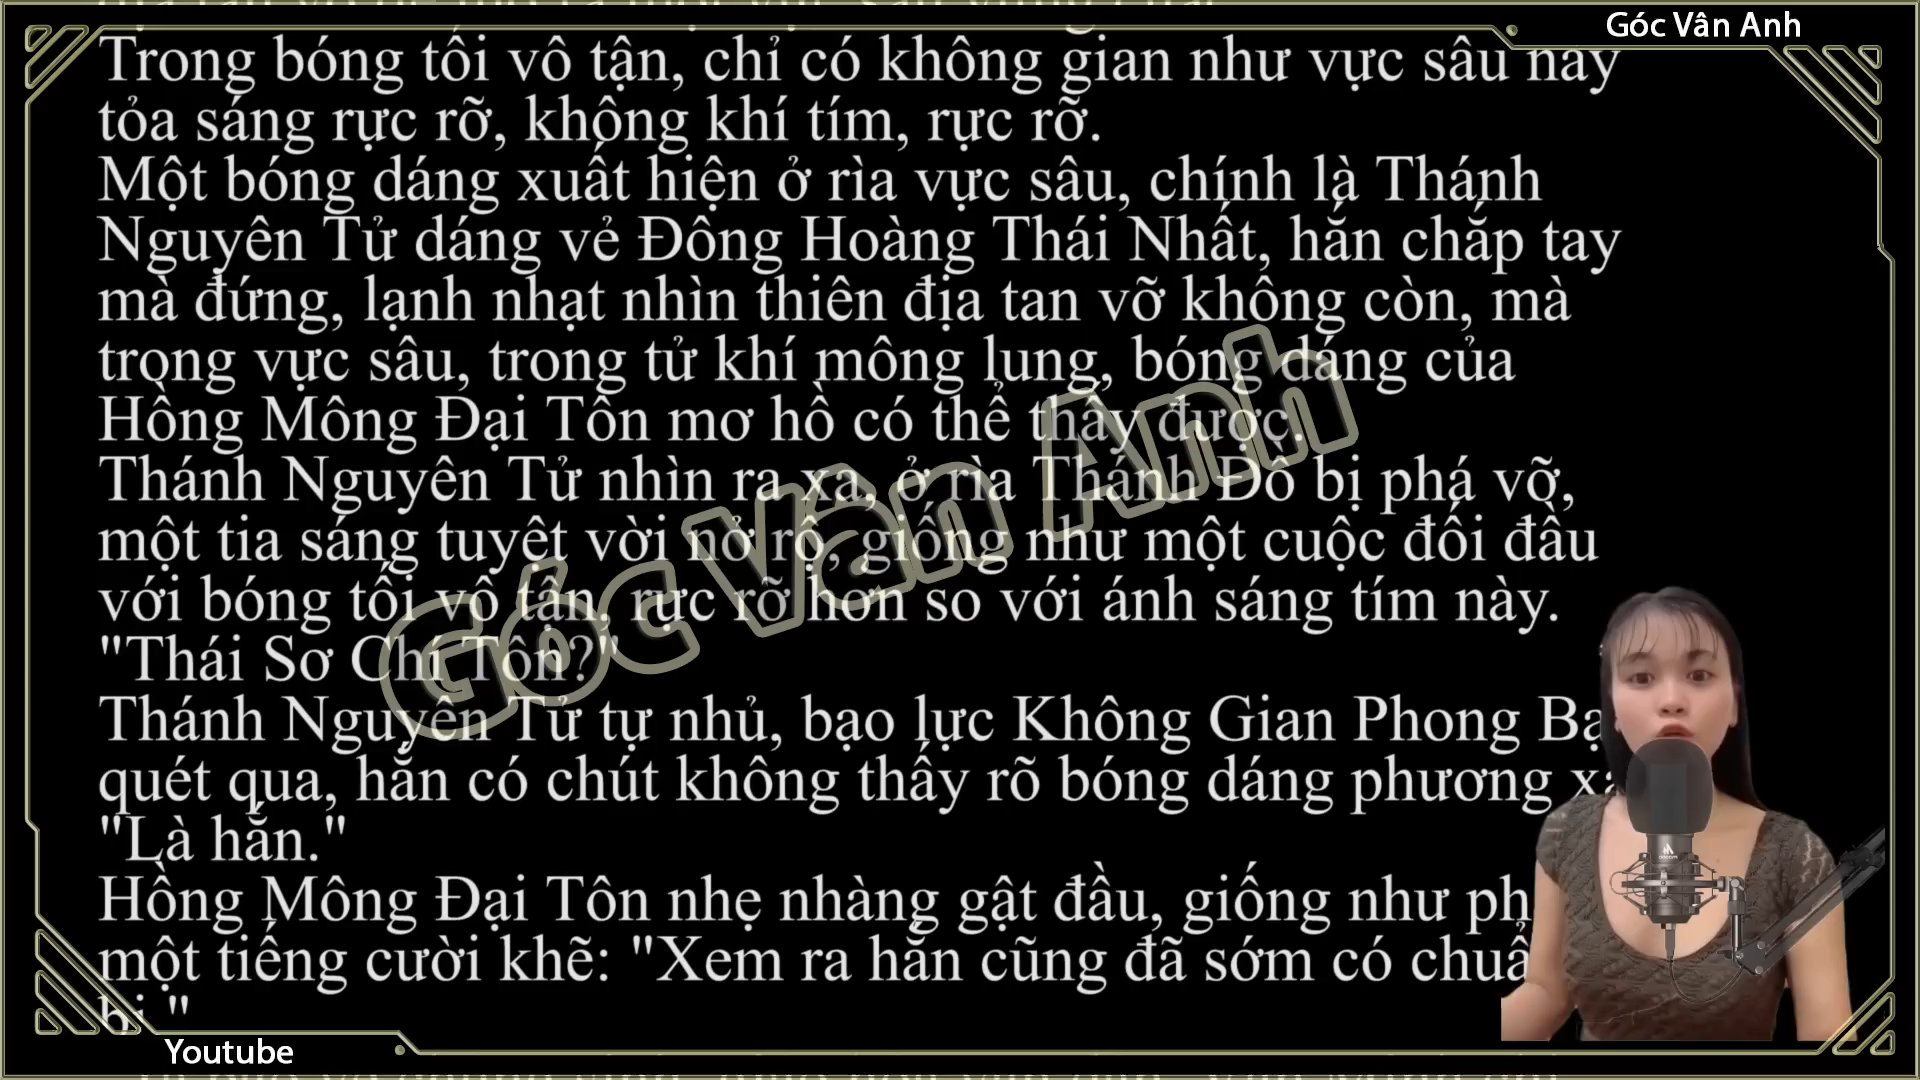 Góc Vân Anh
Trong bóng tối vô tận, chỉ có không gian như vực sâu này
tỏa sáng rực rỡ, không khí tím, rực rỡ.
Một bóng dáng xuất hiện ở rìa vực sâu, chính là Thánh
Nguyên Tử dáng vẻ Đông Hoàng Thái Nhất, hắn chắp tay
mà đứng, lạnh nhạt nhìn thiên địa tan vỡ không còn, mà
trong vực sâu, trong tử khí mông lung, bóng dáng của
Hồng Mông Đại Tôn mơ hồ có thể thấy được.
Thánh Nguyên Tử nhìn ra xa, ở rìa Thánh Đồ bị phá vỡ,
một tia sáng tuyệt vời nở rộ, giống như một cuộc đối đầu
với bóng tối vô tận, rực rỡ hơn so với ánh sáng tím này.
"Thái Sơ Chí Tôn?"
Thánh Nguyên Tử tự nhủ, bạo lực Không Gian Phong
quét qua, hắn có chút không thấy rõ bóng dáng phương
"Là hắn."
Hồng Mông Đại Tôn nhẹ nhàng gật đầu, giống như
một tiếng cười khẽ: "Xem ra hắn cũng đã sớm có
bị."
Góc Vân Anh
Youtube